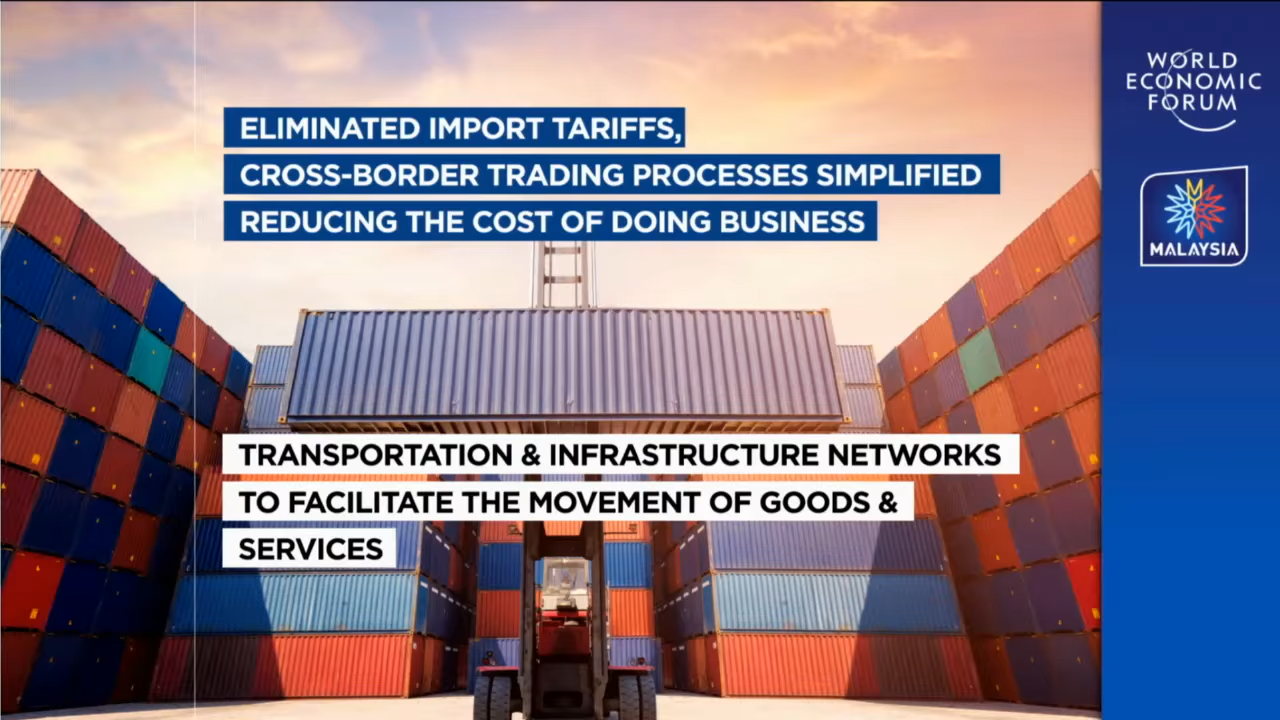 ELIMINATED IMPORT TARIFFS,
CROSS-BORDER TRADING PROCESSES SIMPLIFIED
REDUCING THE COST OF DOING BUSINESS
TRANSPORTATION & INFRASTRUCTURE NETWORKS
TO FACILITATE THE MOVEMENT OF GOODS &
SERVICES
WORLD
ECONOMIC
FORUM
MALAYSIA